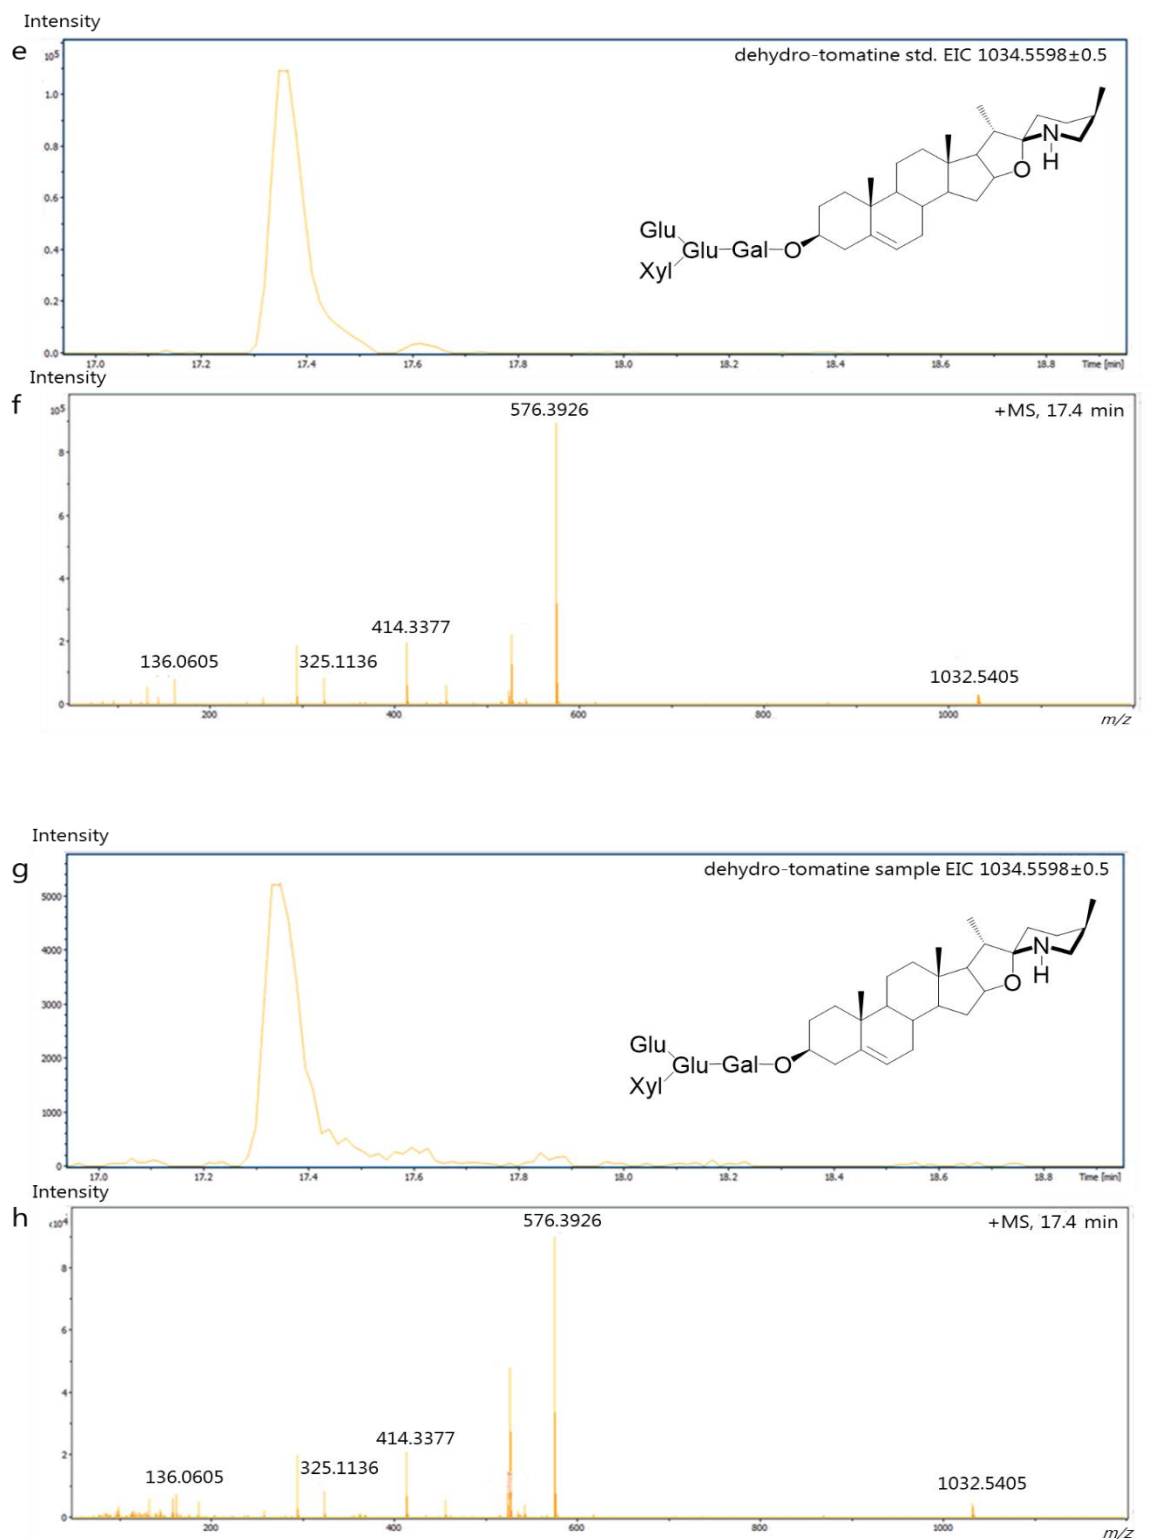 Intensity
e
10⁵
dehydro-tomatine std. EIC 1034.5598±0.5
1.0
0.8
0.6
0.4
0.2
0.0
N
H
O
Glu
Glu Gal O
Xyl
17.0 17.2 17.4 17.6 17.8 18.0 18.2 18.4 18.6 18.8 Time [min]
Intensity
f
10⁵
576.3926
+MS, 17.4 min
8
6
4
2
0
414.3377
136.0605
325.1136
1032.5405
200 400 600 800 1000
m/z
Intensity
g
dehydro-tomatine sample EIC 1034.5598±0.5
5000
4000
3000
2000
1000
0
N
H
O
Glu
Glu Gal O
Xyl
17.0 17.2 17.4 17.6 17.8 18.0 18.2 18.4 18.6 18.8 Time [min]
Intensity
h
x10⁴
576.3926
+MS, 17.4 min
8
6
4
2
0
414.3377
136.0605
325.1136
1032.5405
200 400 600 800 1000
m/z